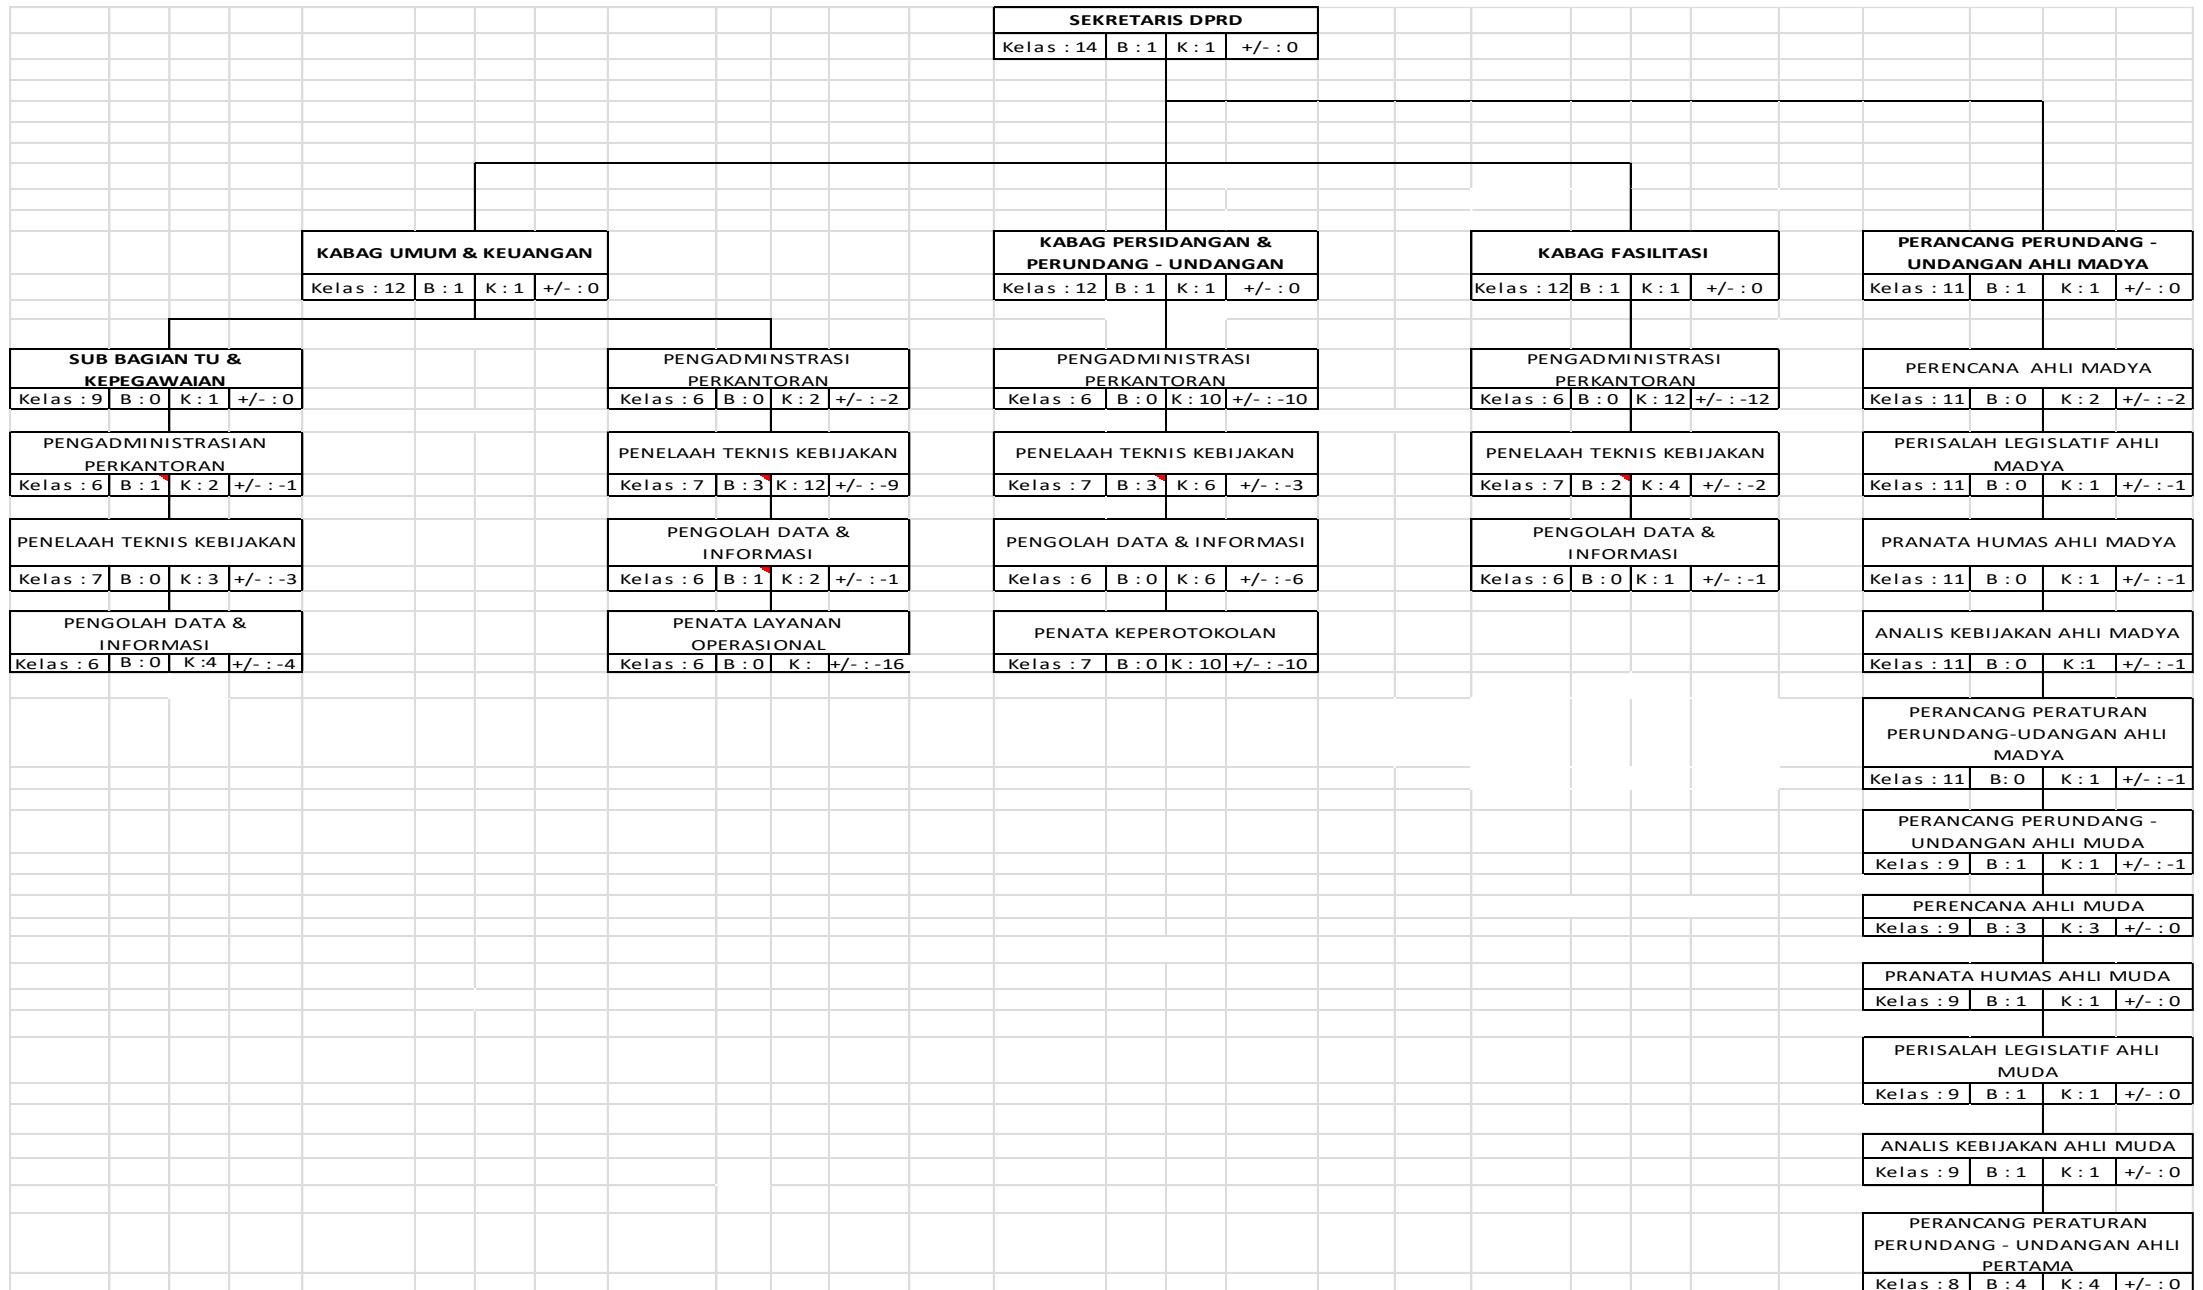 SEKRETARIS DPRD
Kelas : 14 B : 1 K : 1 +/- : 0
KABAG UMUM & KEUANGAN
Kelas : 12 B : 1 K : 1 +/- : 0
KABAG PERSIDANGAN &
PERUNDANG - UNDANGAN
Kelas : 12 B : 1 K : 1 +/- : 0
KABAG FASILITASI
Kelas : 12 B : 1 K : 1 +/- : 0
PERANCANG PERUNDANG -
UNDANGAN AHLI MADYA
Kelas : 11 B : 1 K : 1 +/- : 0
SUB BAGIAN TU &
KEPEGAWAIAN
Kelas : 9 B : 0 K : 1 +/- : 0
PENGADMINISTRASIAN
PERKANTORAN
Kelas : 6 B : 1 K : 2 +/- : -1
PENELAAH TEKNIS KEBIJAKAN
Kelas : 7 B : 0 K : 3 +/- : -3
PENGOLAH DATA &
INFORMASI
Kelas : 6 B : 0 K :4 +/- : -4
PENGADMINSTRASI
PERKANTORAN
Kelas : 6 B : 0 K : 2 +/- : -2
PENELAAH TEKNIS KEBIJAKAN
Kelas : 7 B : 3 K : 12 +/- : -9
PENGOLAH DATA &
INFORMASI
Kelas : 6 B : 1 K : 2 +/- : -1
PENATA LAYANAN
OPERASIONAL
Kelas : 6 B : 0 K : +/- : -16
PENGADMINISTRASI
PERKANTORAN
Kelas : 6 B : 0 K : 10 +/- : -10
PENELAAH TEKNIS KEBIJAKAN
Kelas : 7 B : 3 K : 6 +/- : -3
PENGOLAH DATA & INFORMASI
Kelas : 6 B : 0 K : 6 +/- : -6
PENATA KEPEROTOKOLAN
Kelas : 7 B : 0 K : 10 +/- : -10
PENGADMINISTRASI
PERKANTORAN
Kelas : 6 B : 0 K : 12 +/- : -12
PENELAAH TEKNIS KEBIJAKAN
Kelas : 7 B : 2 K : 4 +/- : -2
PENGOLAH DATA &
INFORMASI
Kelas : 6 B : 0 K : 1 +/- : -1
PERENCANA AHLI MADYA
Kelas : 11 B : 0 K : 2 +/- : -2
PERISALAH LEGISLATIF AHLI
MADYA
Kelas : 11 B : 0 K : 1 +/- : -1
PRANATA HUMAS AHLI MADYA
Kelas : 11 B : 0 K : 1 +/- : -1
ANALIS KEBIJAKAN AHLI MADYA
Kelas : 11 B : 0 K :1 +/- : -1
PERANCANG PERATURAN
PERUNDANG-UDANGAN AHLI
MADYA
Kelas : 11 B: 0 K : 1 +/- : -1
PERANCANG PERUNDANG -
UNDANGAN AHLI MUDA
Kelas : 9 B : 1 K : 1 +/- : -1
PERENCANA AHLI MUDA
Kelas : 9 B : 3 K : 3 +/- : 0
PRANATA HUMAS AHLI MUDA
Kelas : 9 B : 1 K : 1 +/- : 0
PERISALAH LEGISLATIF AHLI
MUDA
Kelas : 9 B : 1 K : 1 +/- : 0
ANALIS KEBIJAKAN AHLI MUDA
Kelas : 9 B : 1 K : 1 +/- : 0
PERANCANG PERATURAN
PERUNDANG - UNDANGAN AHLI
PERTAMA
Kelas : 8 B : 4 K : 4 +/- : 0